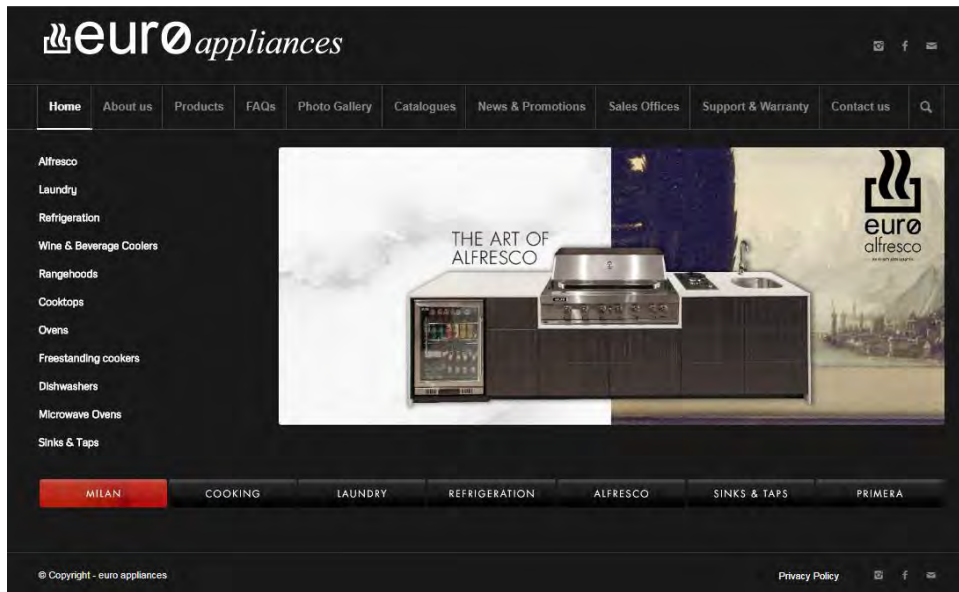 eurø appliances
Home About us Products FAQs Photo Gallery Catalogues News & Promotions Sales Offices Support & Warranty Contact us
Alfresco
Laundry
Refrigeration
Wine & Beverage Coolers
Rangehoods
Cooktops
Ovens
Freestanding cookers
Dishwashers
Microwave Ovens
Sinks & Taps
THE ART OF
ALFRESCO
eurø
alfresco
MILAN COOKING LAUNDRY REFRIGERATION ALFRESCO SINKS & TAPS PRIMERA
© Copyright - euro appliances
Privacy Policy